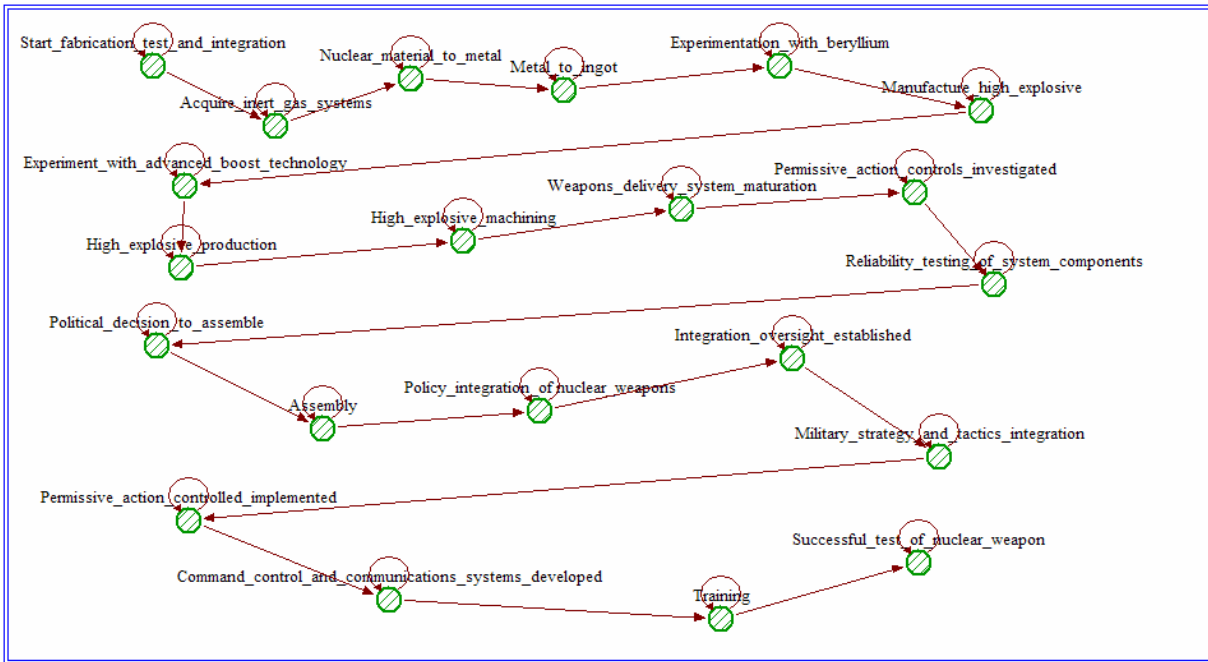 Start_fabrication_test_and_integration
Nuclear_material_to_metal
Experimentation_with_beryllium
Metal_to_ingot
Manufacture_high_explosive
Acquire_inert_gas_systems
Experiment_with_advanced_boost_technology
Permissive_action_controls_investigated
Weapons_delivery_system_maturation
High_explosive_machining
High_explosive_production
Reliability_testing_of_system_components
Political_decision_to_assemble
Integration_oversight_established
Policy_integration_of_nuclear_weapons
Assembly
Military_strategy_and_tactics_integration
Permissive_action_controlled_implemented
Successful_test_of_nuclear_weapon
Command_control_and_communications_systems_developed
Training